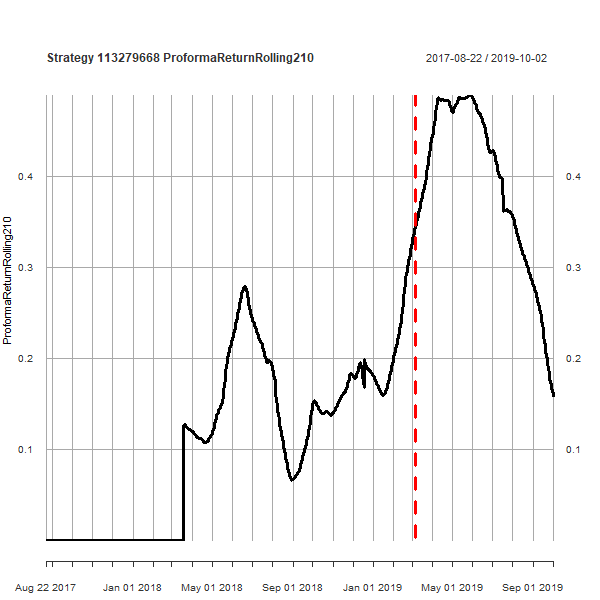 Strategy 113279668 ProformaReturnRolling210
2017-08-22 / 2019-10-02
ProformaReturnRolling210
0.4 0.4
0.3 0.3
0.2 0.2
0.1 0.1
Aug 22 2017 Jan 01 2018 May 01 2018 Sep 01 2018 Jan 01 2019 May 01 2019 Sep 01 2019